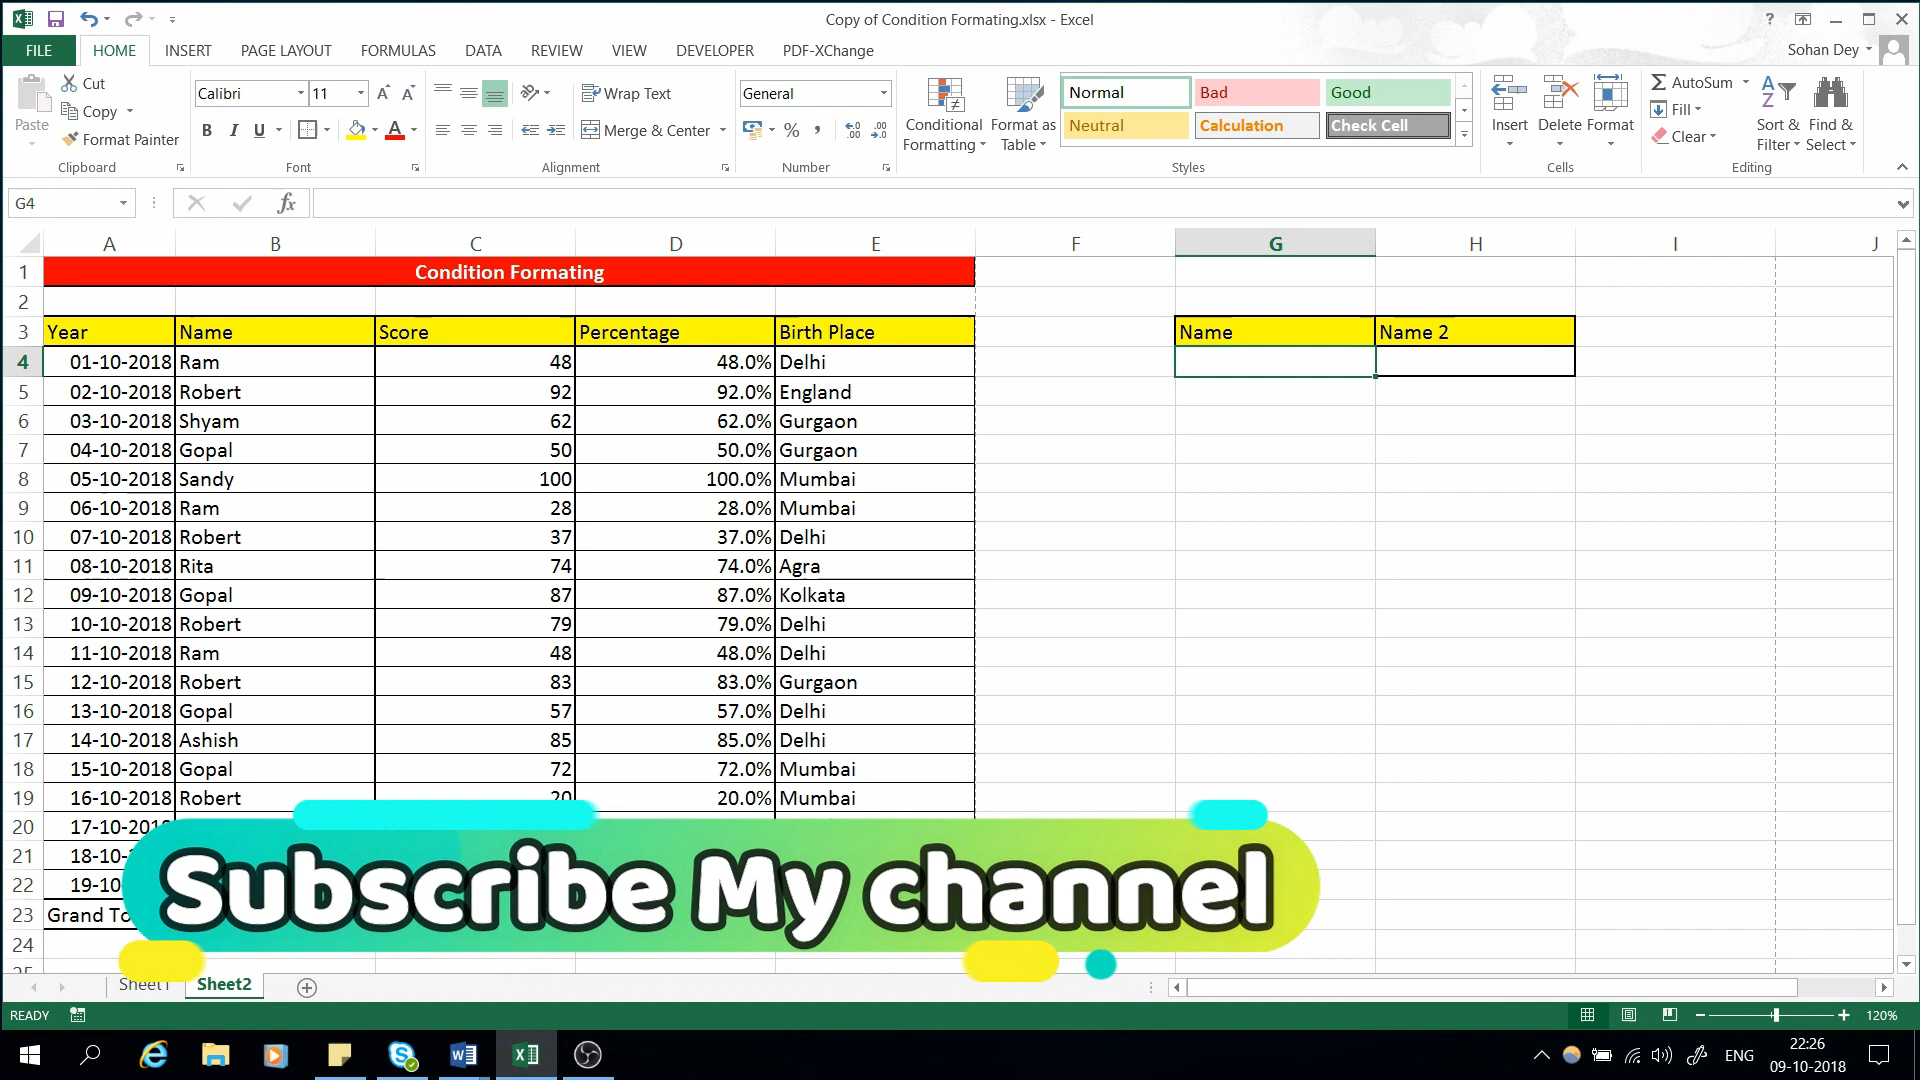 Copy of Condition Formating.xlsx - Excel
?
FILE HOME INSERT PAGE LAYOUT FORMULAS DATA REVIEW VIEW DEVELOPER PDF-XChange Sohan Dey
Paste Cut Copy Format Painter Clipboard
Calibri 11 A A B I U A Font
Wrap Text Merge & Center Alignment
General % , Number
Conditional Formatting Format as Table Normal Bad Good Neutral Calculation Check Cell Styles
Insert Delete Format Cells
AutoSum Fill Clear Sort & Filter Find & Select Editing
G4 fx
A B C D E F G H I J
1 Condition Formating
2
3 Year Name Score Percentage Birth Place Name Name 2
4 01-10-2018 Ram 48 48.0% Delhi
5 02-10-2018 Robert 92 92.0% England
6 03-10-2018 Shyam 62 62.0% Gurgaon
7 04-10-2018 Gopal 50 50.0% Gurgaon
8 05-10-2018 Sandy 100 100.0% Mumbai
9 06-10-2018 Ram 28 28.0% Mumbai
10 07-10-2018 Robert 37 37.0% Delhi
11 08-10-2018 Rita 74 74.0% Agra
12 09-10-2018 Gopal 87 87.0% Kolkata
13 10-10-2018 Robert 79 79.0% Delhi
14 11-10-2018 Ram 48 48.0% Delhi
15 12-10-2018 Robert 83 83.0% Gurgaon
16 13-10-2018 Gopal 57 57.0% Delhi
17 14-10-2018 Ashish 85 85.0% Delhi
18 15-10-2018 Gopal 72 72.0% Mumbai
19 16-10-2018 Robert 20 20.0% Mumbai
20 17-10-2018
21 18-10-
22 19-10
23 Grand To
24
Subscribe My channel
Sheet1 Sheet2
READY 120%
ENG 22:26
09-10-2018